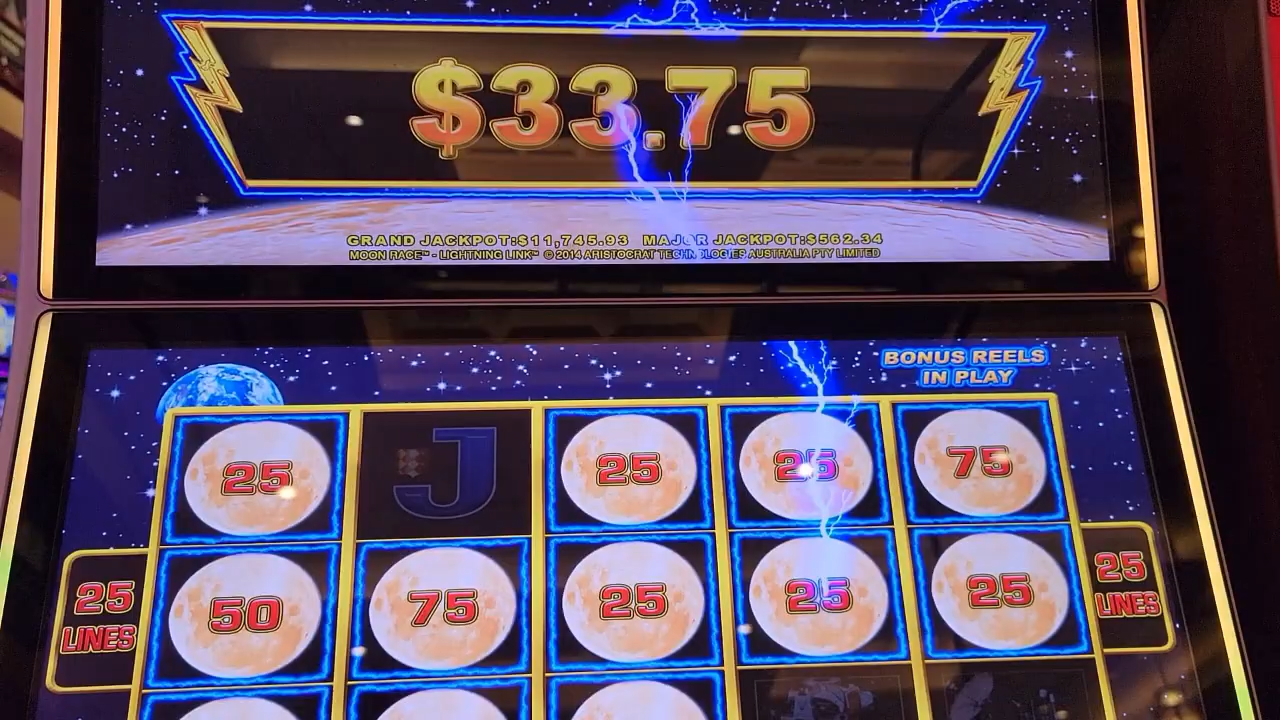 $33.75
GRAND JACKPOT:$11,745.93 MAJOR JACKPOT:$562.34
MOON RACE™ - LIGHTNING LINK™ ©2014 ARISTOCRAT TECHNOLOGIES AUSTRALIA PTY LIMITED
BONUS REELS
IN PLAY
25 J 25 25 75
50 75 25 25 25
25
LINES
25
LINES